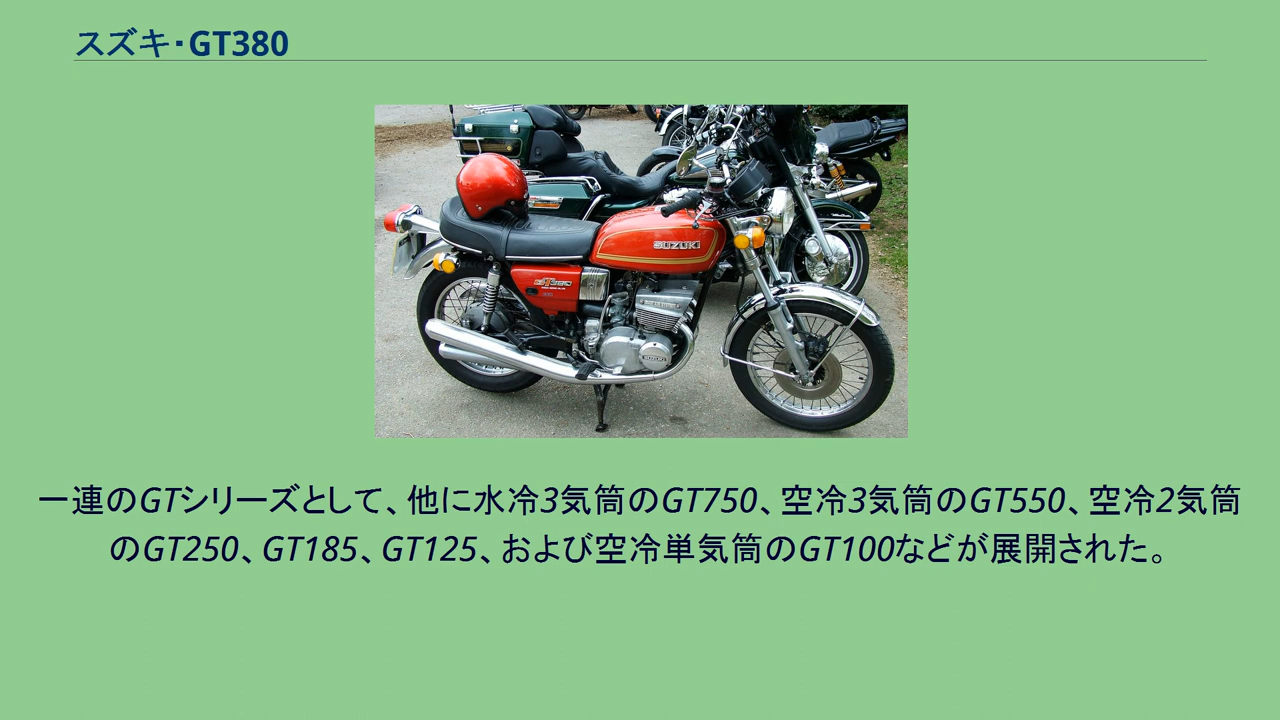 スズキ・GT380
SUZUKI
SUZUKI
一連のGTシリーズとして、他に水冷3気筒のGT750、空冷3気筒のGT550、空冷2気筒
のGT250、GT185、GT125、および空冷単気筒のGT100などが展開された。